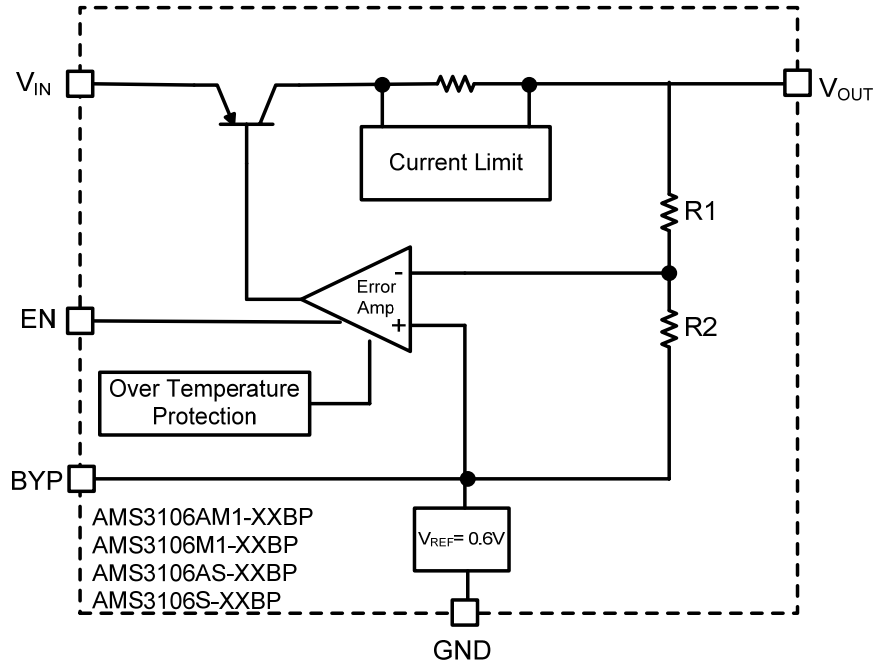 VIN
VOUT
Current Limit
R1
-
Error
Amp
+
EN
R2
Over Temperature
Protection
BYP
AMS3106AM1-XXBP
AMS3106M1-XXBP
AMS3106AS-XXBP
AMS3106S-XXBP
VREF= 0.6V
GND